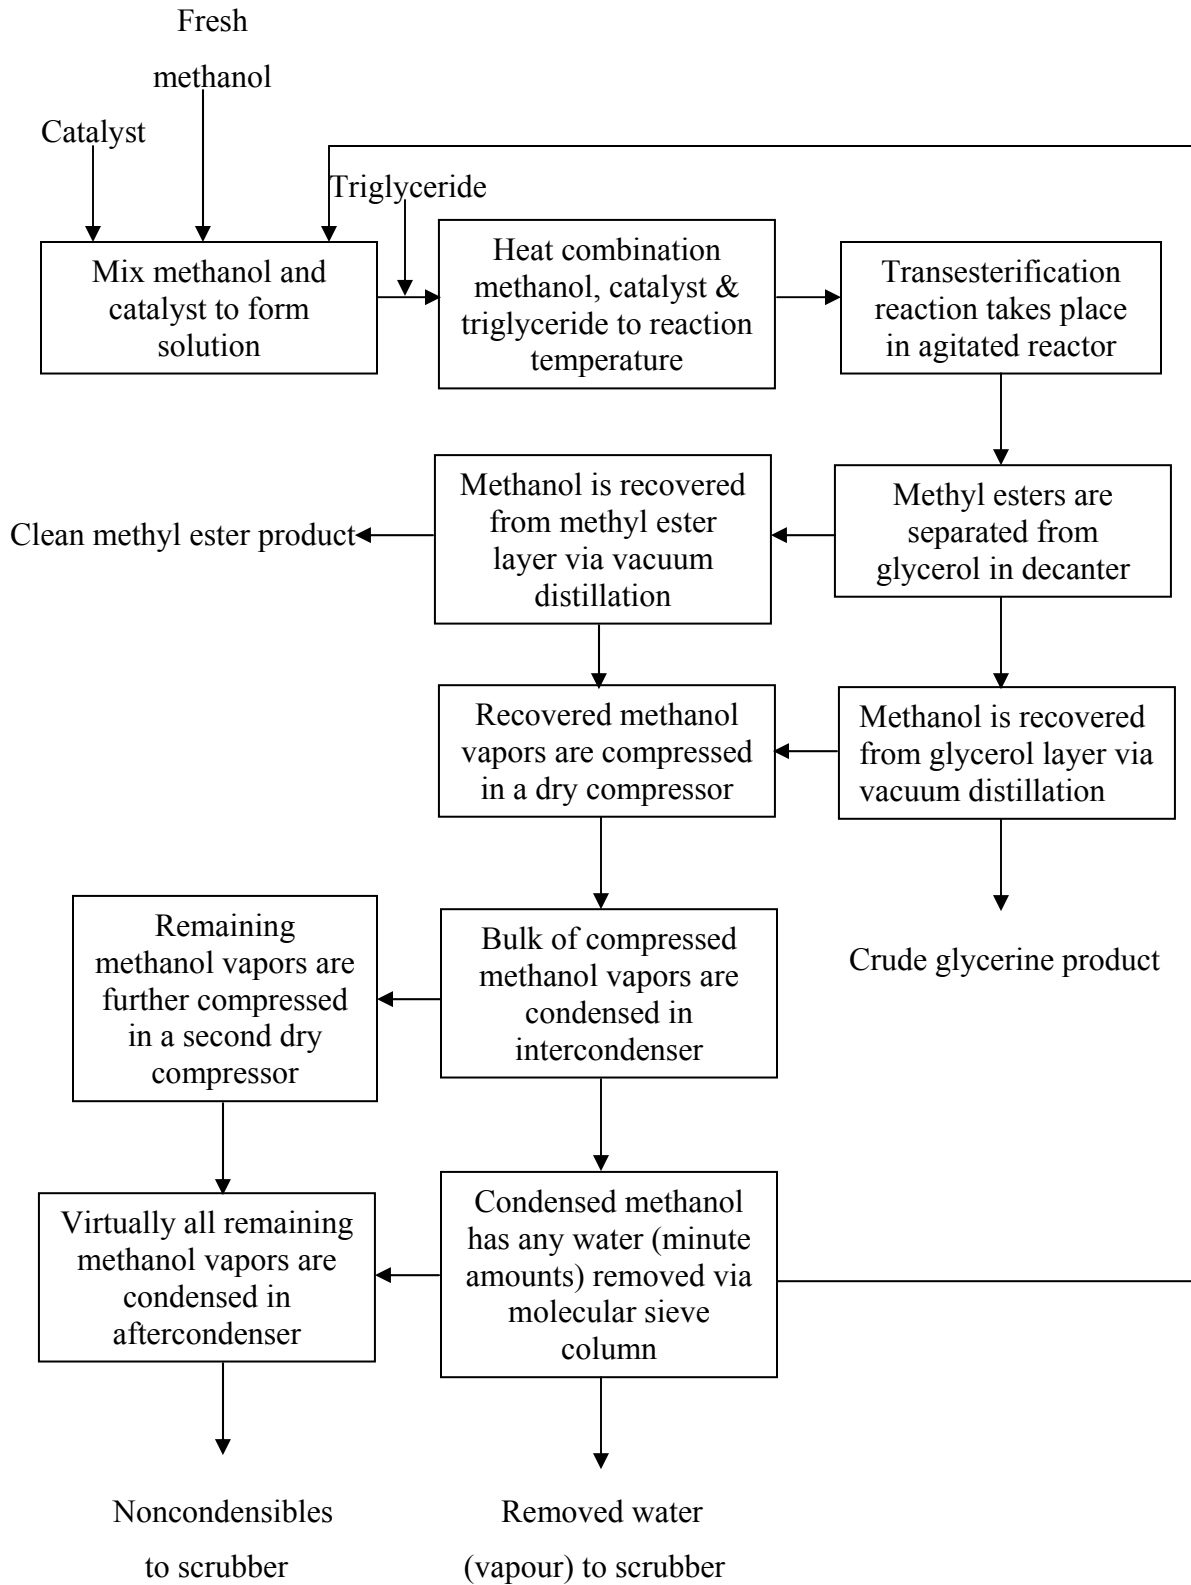 Fresh
methanol
Catalyst
Triglyceride
Mix methanol and
catalyst to form
solution
Heat combination
methanol, catalyst &
triglyceride to reaction
temperature
Transesterification
reaction takes place
in agitated reactor
Clean methyl ester product
Methanol is recovered
from methyl ester
layer via vacuum
distillation
Methyl esters are
separated from
glycerol in decanter
Recovered methanol
vapors are compressed
in a dry compressor
Methanol is recovered
from glycerol layer via
vacuum distillation
Remaining
methanol vapors are
further compressed
in a second dry
compressor
Bulk of compressed
methanol vapors are
condensed in
intercondenser
Crude glycerine product
Virtually all remaining
methanol vapors are
condensed in
aftercondenser
Condensed methanol
has any water (minute
amounts) removed via
molecular sieve
column
Noncondensibles
to scrubber
Removed water
(vapour) to scrubber